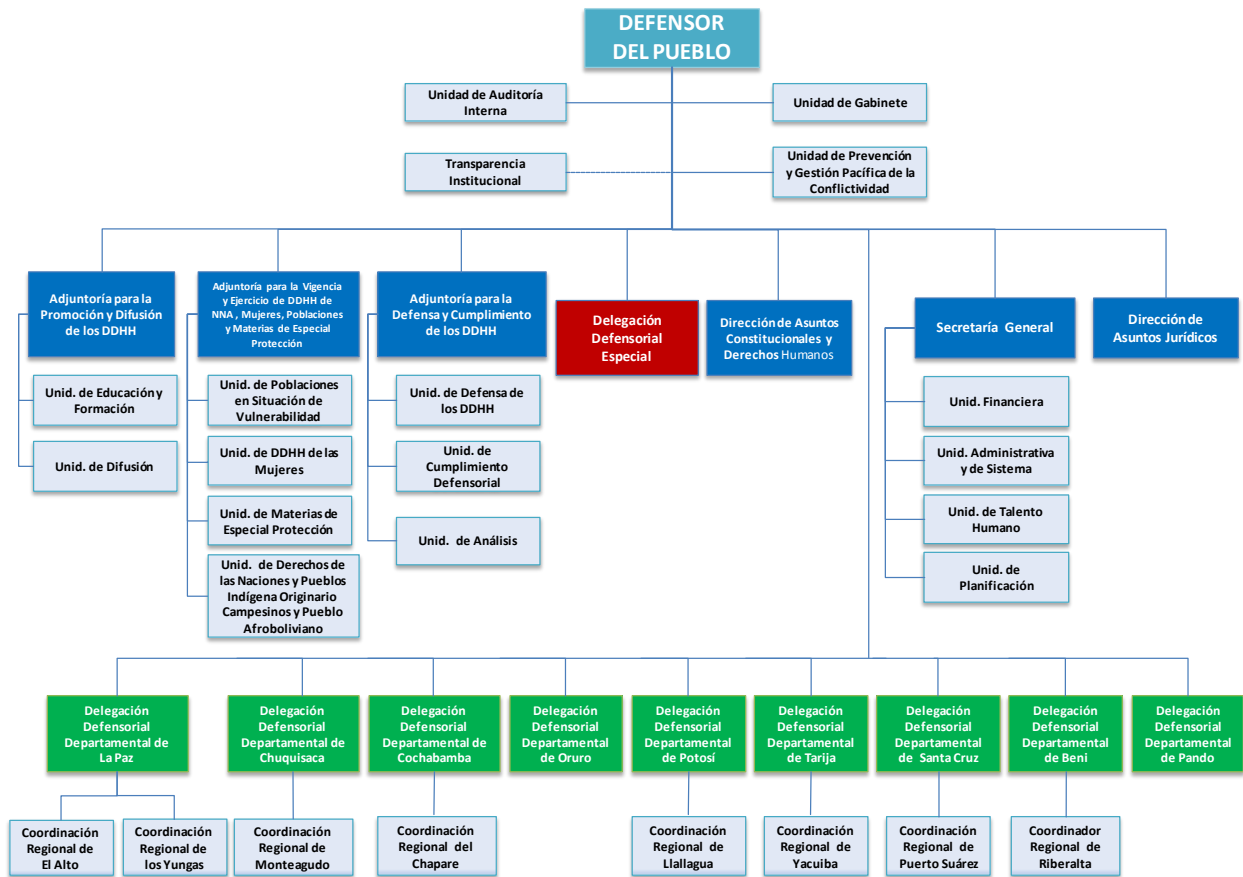 DEFENSOR
DEL PUEBLO
Unidad de Auditoría
Interna
Unidad de Gabinete
Transparencia
Institucional
Unidad de Prevención
y Gestión Pacífica de la
Conflictividad
Adjuntoría para la
Promoción y Difusión
de los DDHH
Adjuntoría para la Vigencia
y Ejercicio de DDHH de
NNA , Mujeres, Poblaciones
y Materias de Especial
Protección
Adjuntoría para la
Defensa y Cumplimiento
de los DDHH
Delegación
Defensorial
Especial
Dirección de Asuntos
Constitucionales y
Derechos Humanos
Secretaría General
Dirección de
Asuntos Jurídicos
Unid. de Educación y
Formación
Unid. de Difusión
Unid. de Poblaciones
en Situación de
Vulnerabilidad
Unid. de DDHH de las
Mujeres
Unid. de Materias de
Especial Protección
Unid. de Derechos de
las Naciones y Pueblos
Indígena Originario
Campesinos y Pueblo
Afroboliviano
Unid. de Defensa de
los DDHH
Unid. de
Cumplimiento
Defensorial
Unid. de Análisis
Unid. Financiera
Unid. Administrativa
y de Sistema
Unid. de Talento
Humano
Unid. de
Planificación
Delegación
Defensorial
Departamental de
La Paz
Delegación
Defensorial
Departamental de
Chuquisaca
Delegación
Defensorial
Departamental de
Cochabamba
Delegación
Defensorial
Departamental
de Oruro
Delegación
Defensorial
Departamental
de Potosí
Delegación
Defensorial
Departamental
de Tarija
Delegación
Defensorial
Departamental
de Santa Cruz
Delegación
Defensorial
Departamental
de Beni
Delegación
Defensorial
Departamental
de Pando
Coordinación
Regional de
El Alto
Coordinación
Regional de
los Yungas
Coordinación
Regional de
Monteagudo
Coordinación
Regional del
Chapare
Coordinación
Regional de
Llallagua
Coordinación
Regional de
Yacuiba
Coordinación
Regional de
Puerto Suárez
Coordinador
Regional de
Riberalta